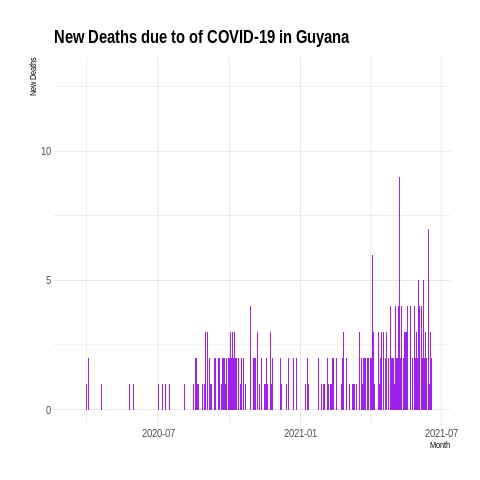 New Deaths due to of COVID-19 in Guyana
New Deaths
10
5
0
2020-07
2021-01
2021-07
Month